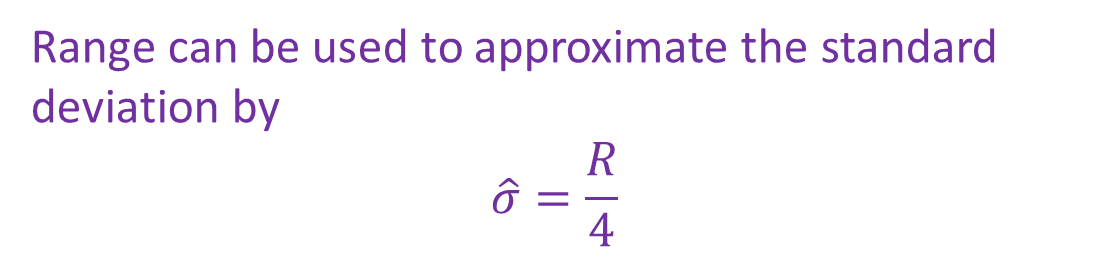 Range can be used to approximate the standard
deviation by
σ̂ = R/4